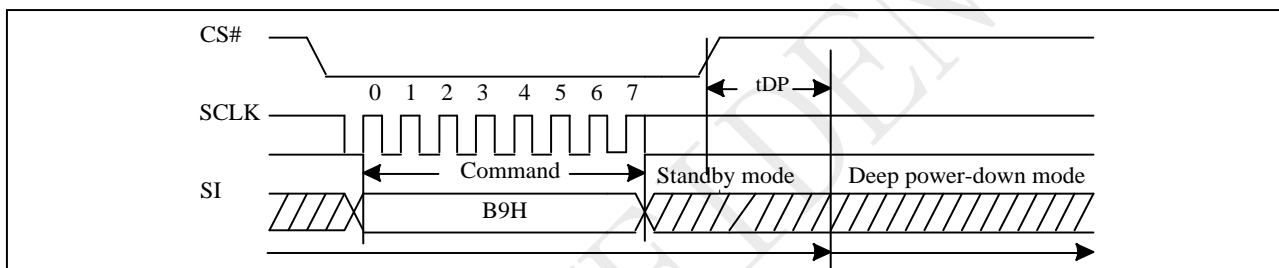 CS#
tDP
0 1 2 3 4 5 6 7
SCLK
Command
Standby mode
Deep power-down mode
SI
B9H